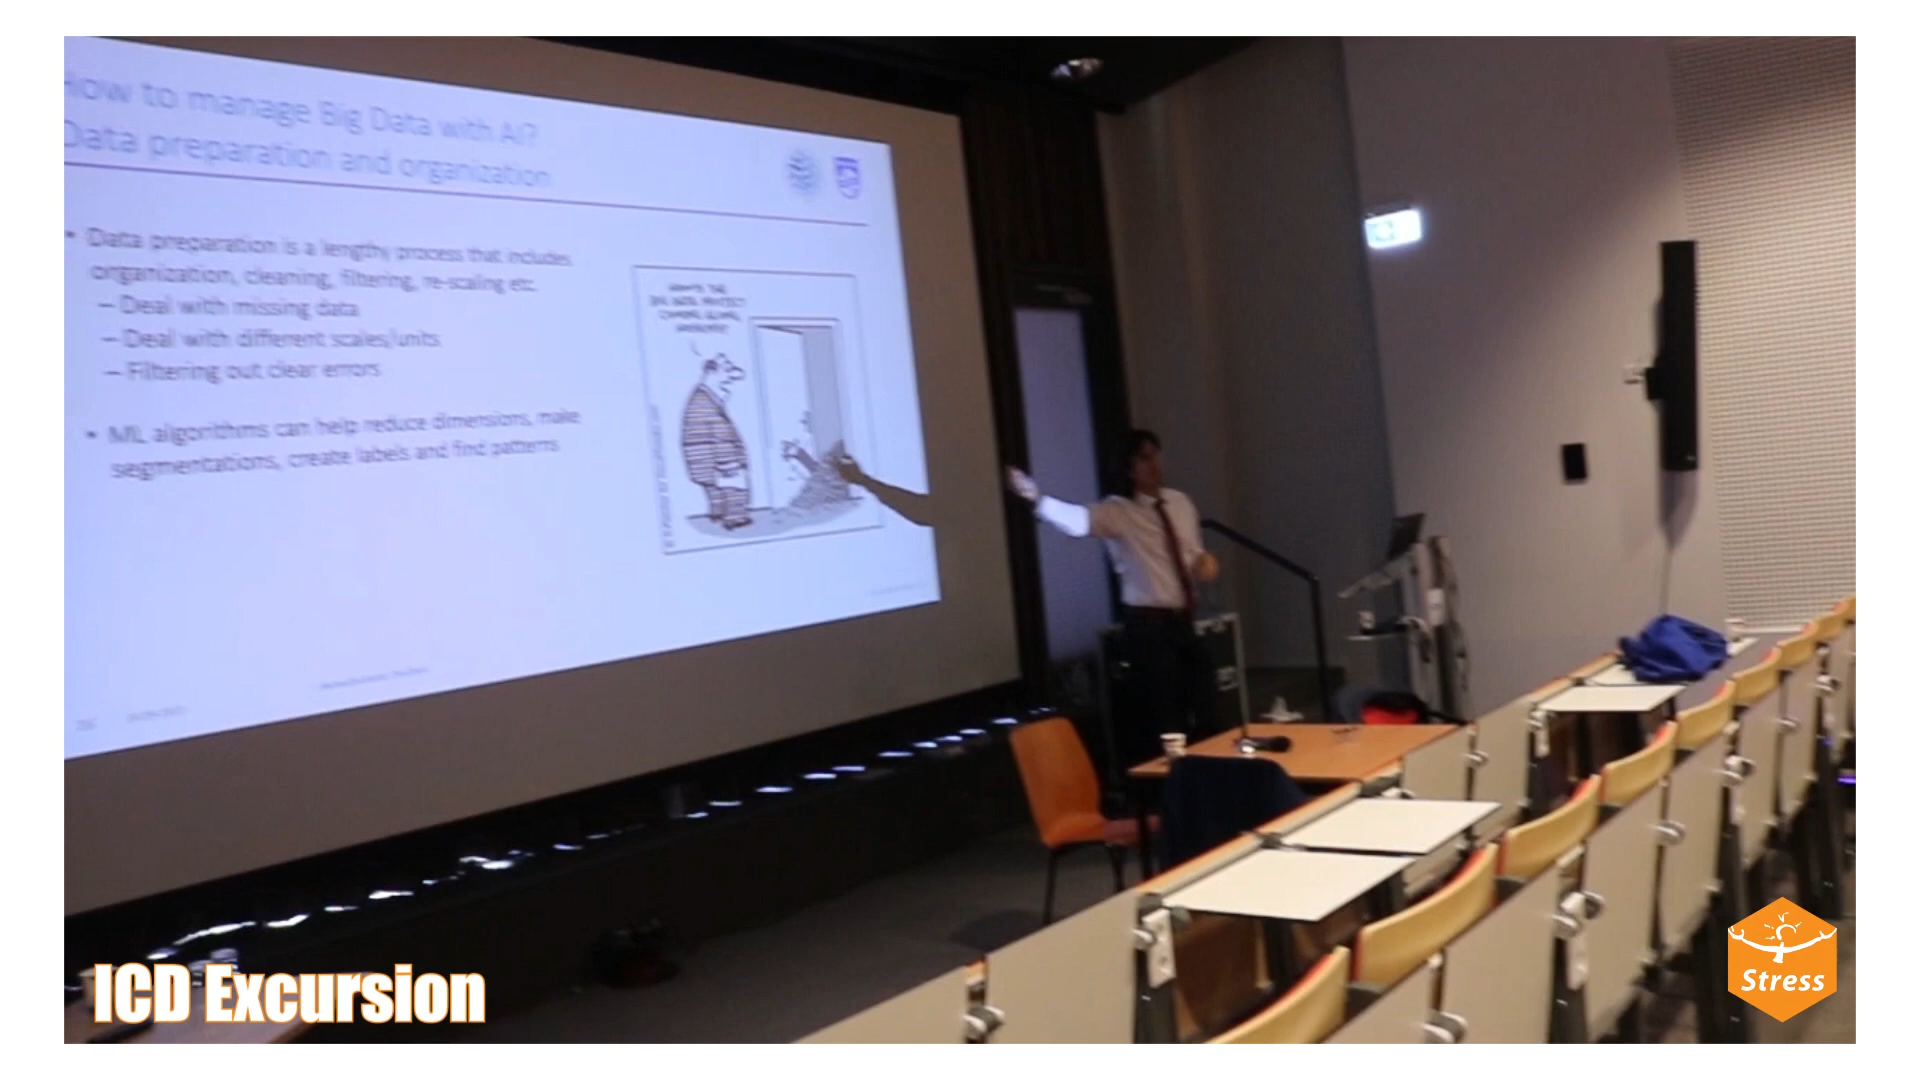 How to manage Big Data with AI?
Data preparation and organization
• Data preparation is a lengthy process that includes
organization, cleaning, filtering, re-scaling etc.
– Deal with missing data
– Deal with different scales/units
– Filtering out clear errors
• ML algorithms can help reduce dimensions, make
segmentations, create labels and find patterns
ICD Excursion
Stress